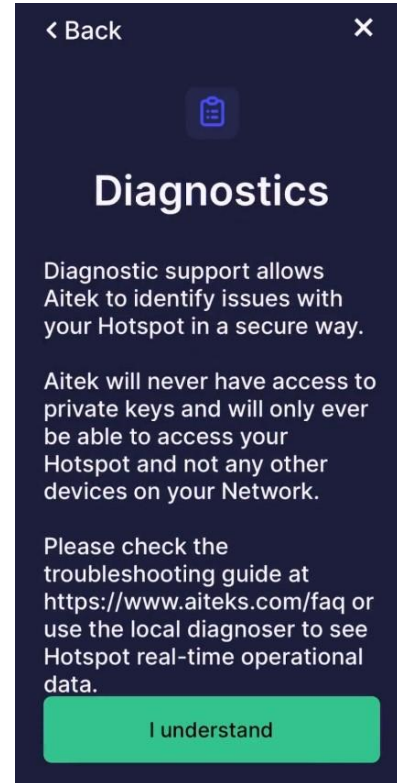 < Back ×
Diagnostics
Diagnostic support allows
Aitek to identify issues with
your Hotspot in a secure way.
Aitek will never have access to
private keys and will only ever
be able to access your
Hotspot and not any other
devices on your Network.
Please check the
troubleshooting guide at
https://www.aiteks.com/faq or
use the local diagnoser to see
Hotspot real-time operational
data.
I understand